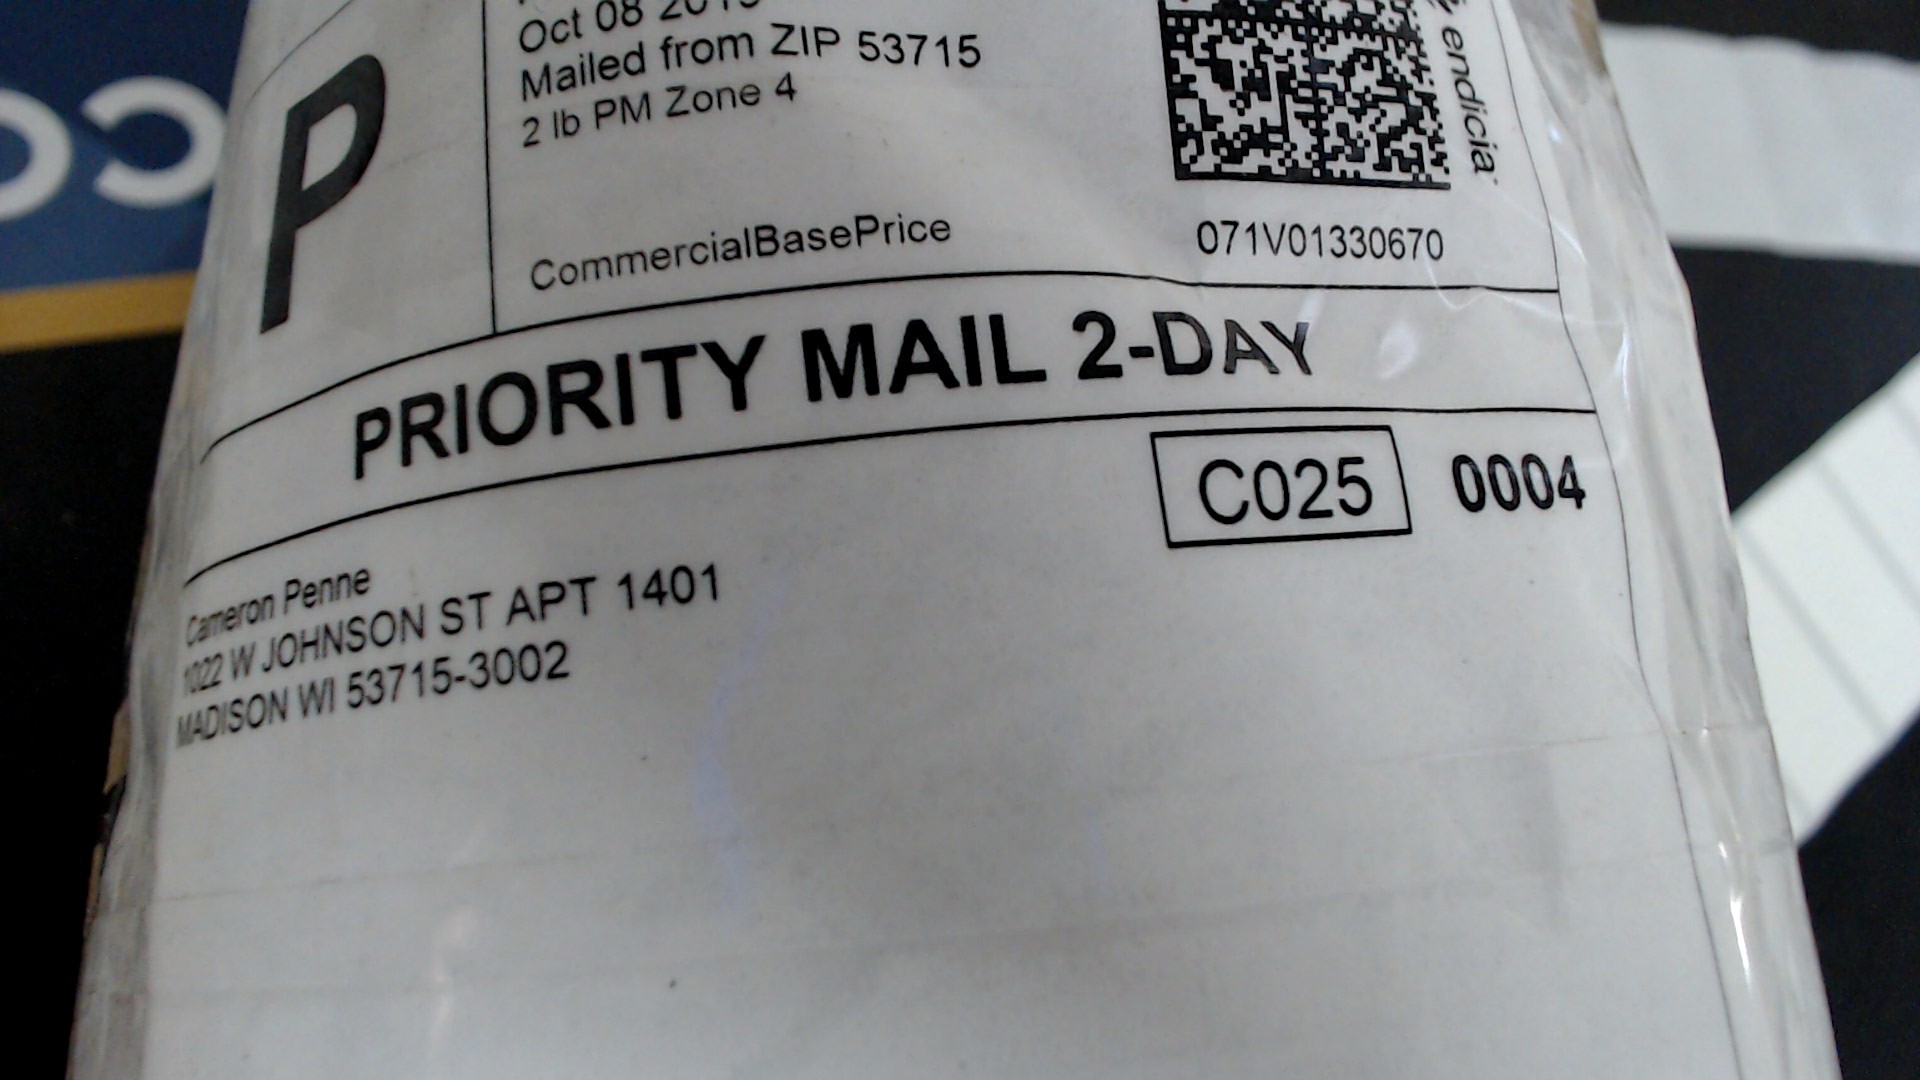 P
Oct 08
Mailed from ZIP 53715
2 lb PM Zone 4
endicia
CommercialBasePrice
071V01330670
PRIORITY MAIL 2-DAY
C025
0004
Cameron Penne
1022 W JOHNSON ST APT 1401
MADISON WI 53715-3002